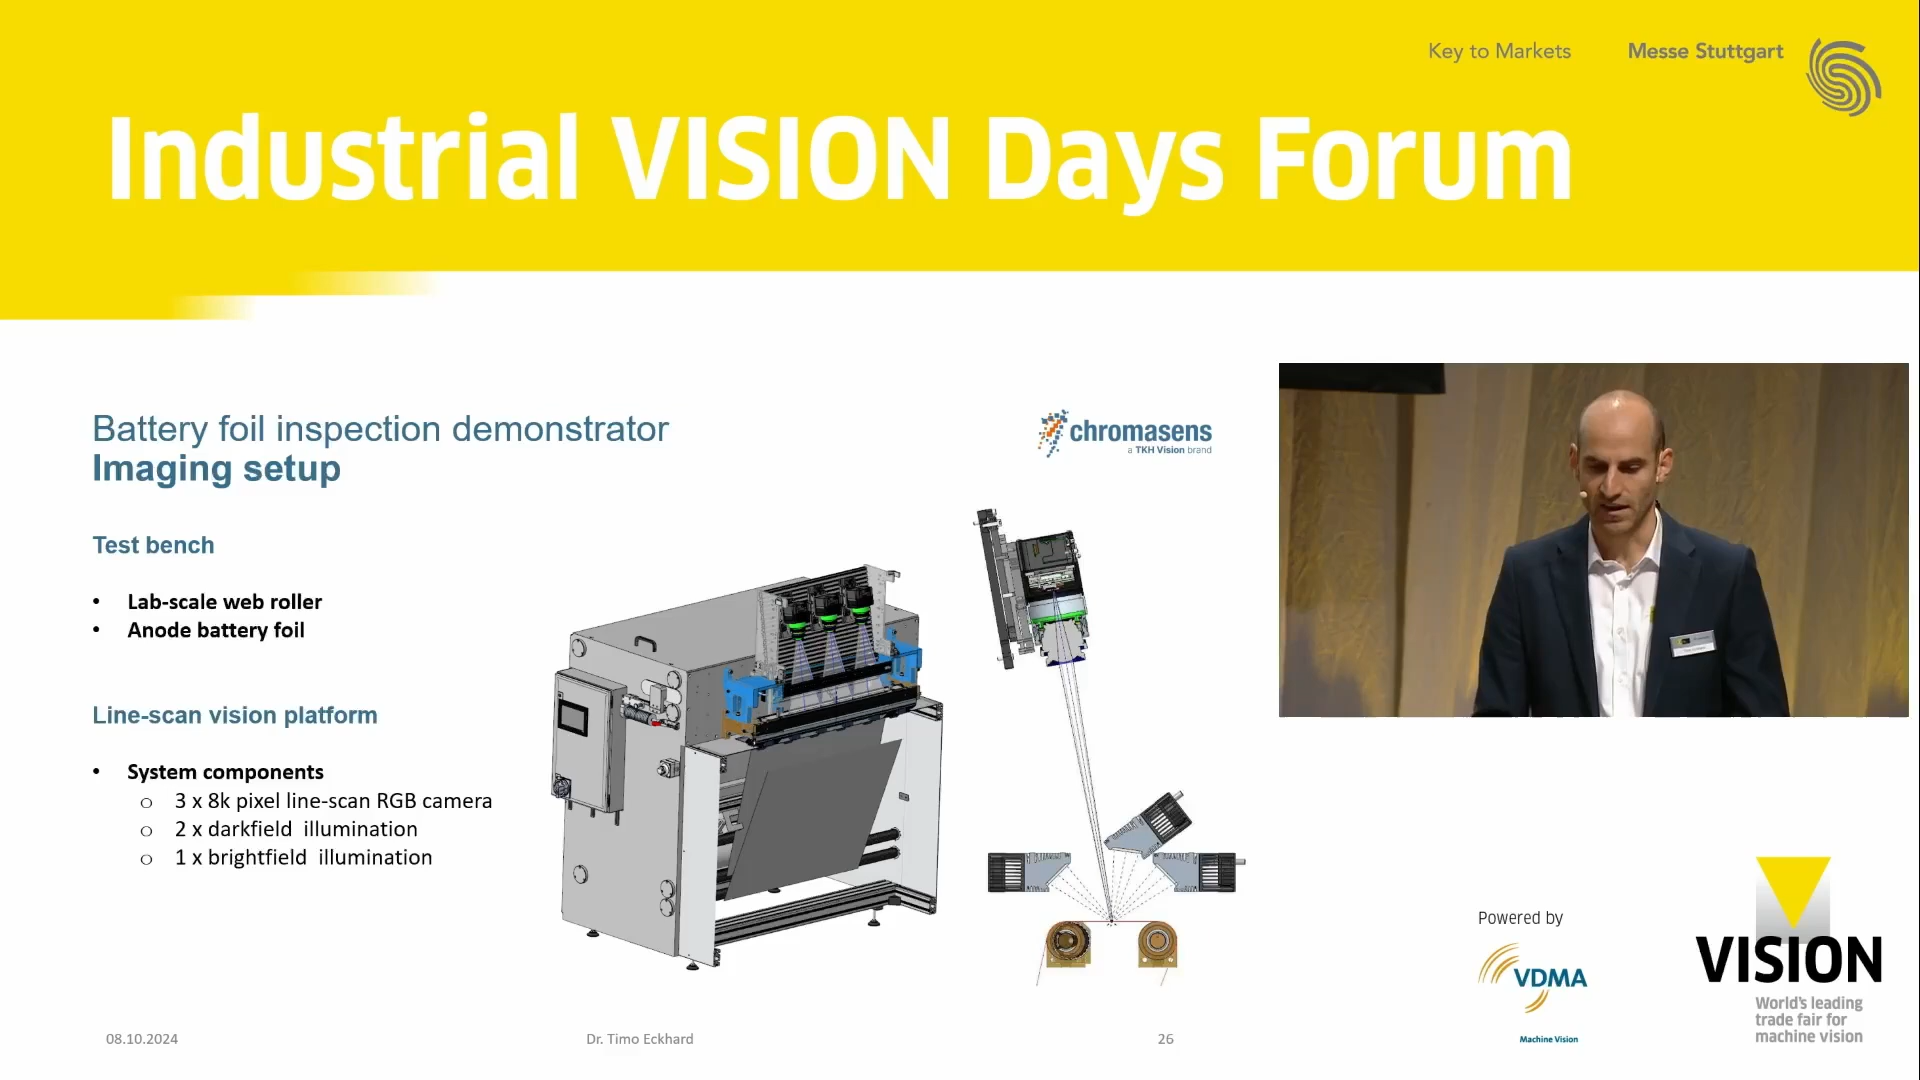 Key to Markets
Messe Stuttgart
Industrial VISION Days Forum
Battery foil inspection demonstrator
Imaging setup
chromasens
a TKH Vision brand
Test bench
• Lab-scale web roller
• Anode battery foil
Line-scan vision platform
• System components
o 3 x 8k pixel line-scan RGB camera
o 2 x darkfield illumination
o 1 x brightfield illumination
08.10.2024
Dr. Timo Eckhard
26
Powered by
VDMA
Machine Vision
VISION
World's leading
trade fair for
machine vision